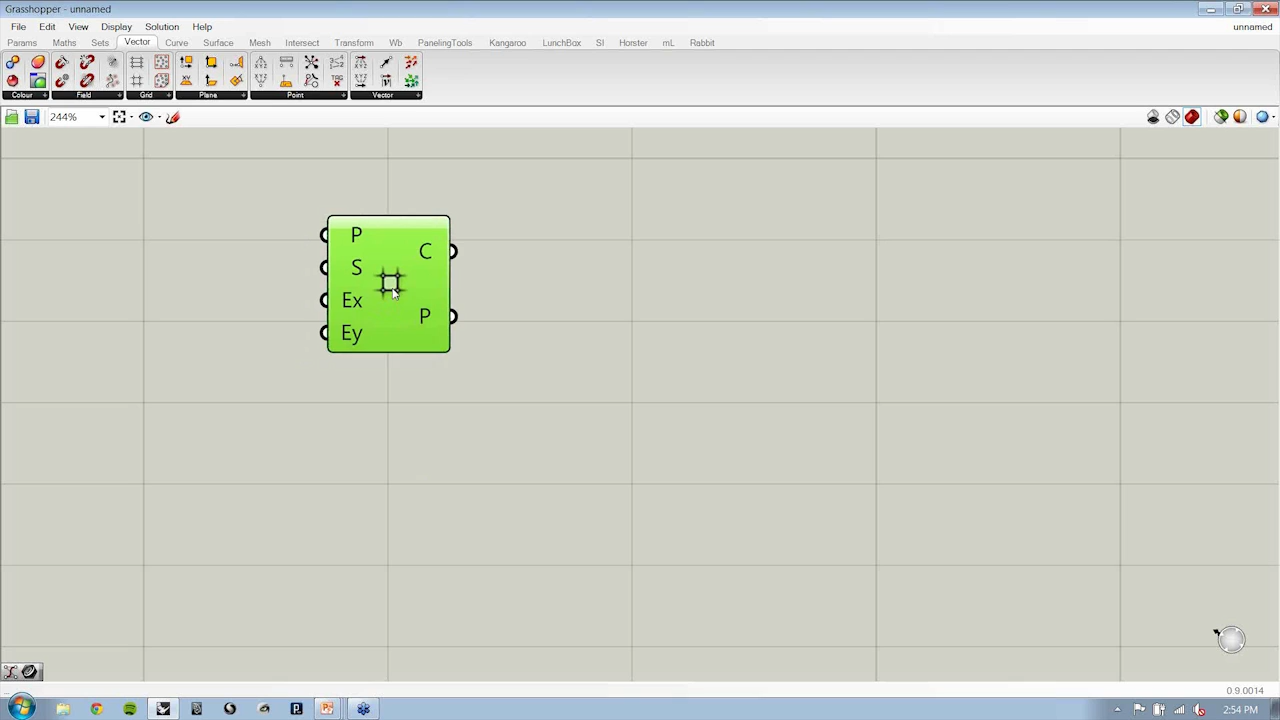 Grasshopper - unnamed
File Edit View Display Solution Help unnamed
Params Maths Sets Vector Curve Surface Mesh Intersect Transform Wb PanelingTools Kangaroo LunchBox SI Horster mL Rabbit
Colour Field Grid Plane Point Vector
244%
P
S
Ex
Ey
C
P
0.9.0014
2:54 PM